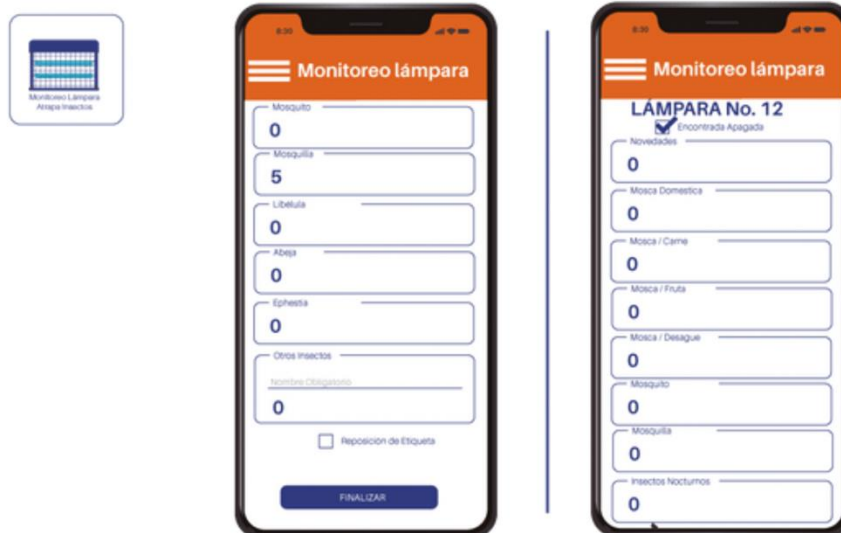 Monitoreo Lámpara
Atrapa Insectos
8:30
Monitoreo lámpara
Mosquito
0
Mosquilla
5
Libélula
0
Abeja
0
Ephestia
0
Otros Insectos
Nombre Obligatorio
0
Reposición de Etiqueta
FINALIZAR
8:30
Monitoreo lámpara
LÁMPARA No. 12
Encontrada Apagada
Novedades
0
Mosca Domestica
0
Mosca / Carne
0
Mosca / Fruta
0
Mosca / Desague
0
Mosquito
0
Mosquilla
0
Insectos Nocturnos
0